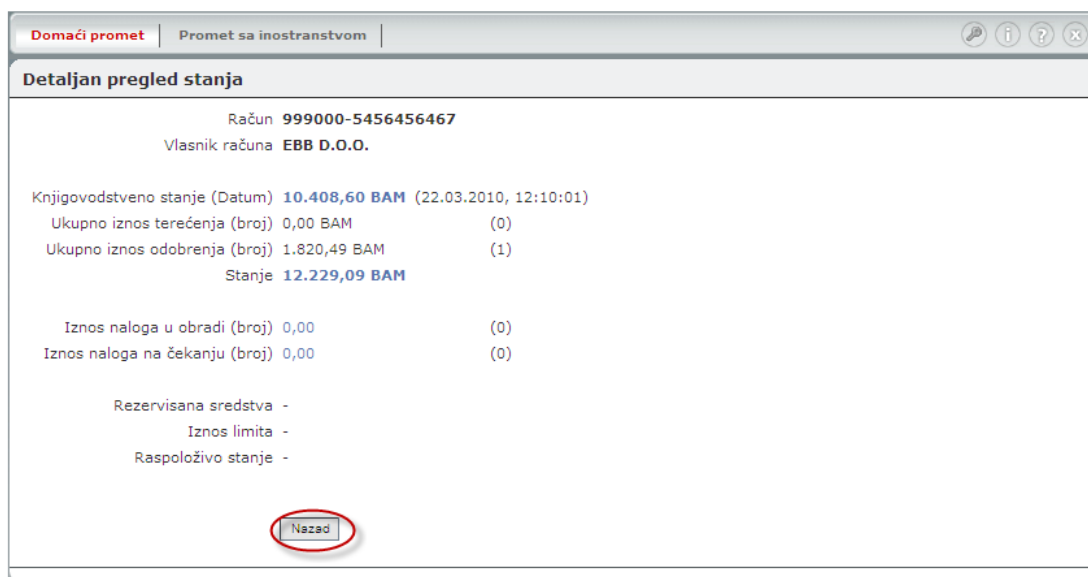 Domaći promet Promet sa inostranstvom
Detaljan pregled stanja
Račun 999000-5456456467
Vlasnik računa EBB D.O.O.
Knjigovodstveno stanje (Datum) 10.408,60 BAM (22.03.2010, 12:10:01)
Ukupno iznos terećenja (broj) 0,00 BAM (0)
Ukupno iznos odobrenja (broj) 1.820,49 BAM (1)
Stanje 12.229,09 BAM
Iznos naloga u obradi (broj) 0,00 (0)
Iznos naloga na čekanju (broj) 0,00 (0)
Rezervisana sredstva -
Iznos limita -
Raspoloživo stanje -
Nazad